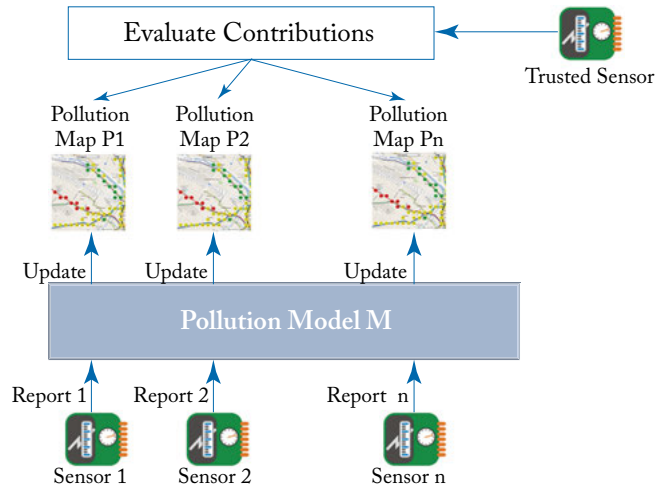 Evaluate Contributions
Trusted Sensor
Pollution
Map P1
Pollution
Map P2
Pollution
Map Pn
Update
Update
Update
Pollution Model M
Report 1
Report 2
Report n
Sensor 1
Sensor 2
Sensor n